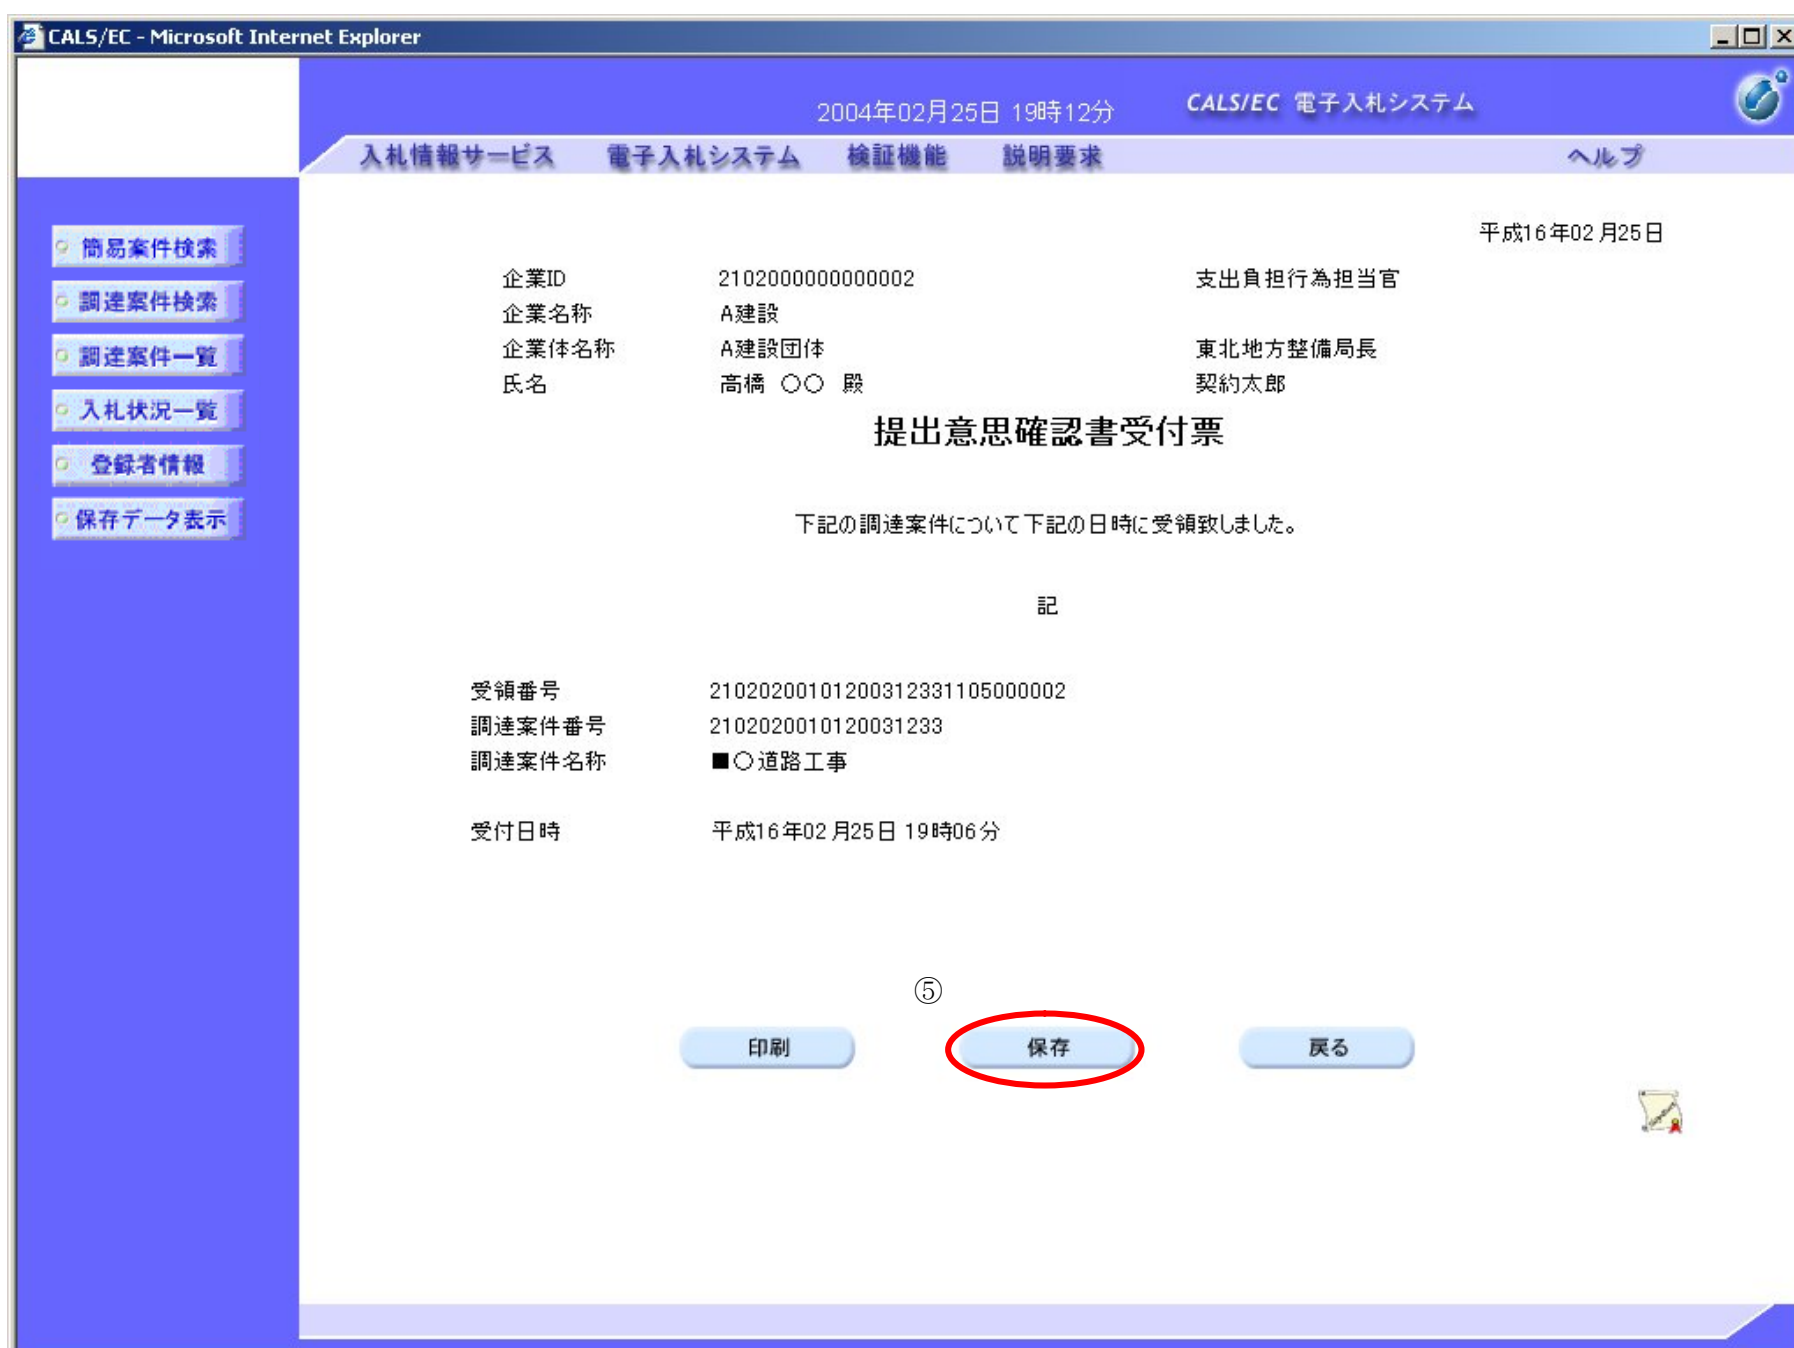 CALS/EC - Microsoft Internet Explorer
2004年02月25日 19時12分
CALS/EC 電子入札システム
入札情報サービス 電子入札システム 検証機能 説明要求 ヘルプ
簡易案件検索
調達案件検索
調達案件一覧
入札状況一覧
登録者情報
保存データ表示
平成16年02月25日
企業ID 2102000000000002 支出負担行為担当官
企業名称 A建設
企業体名称 A建設団体 東北地方整備局長
氏名 高橋 〇〇 殿 契約太郎
提出意思確認書受付票
下記の調達案件について下記の日時に受領致しました。
記
受領番号 210202001012003123311050​00002
調達案件番号 2102020010120031233
調達案件名称 ■〇道路工事
受付日時 平成16年02月25日 19時06分
⑤
印刷 保存 戻る